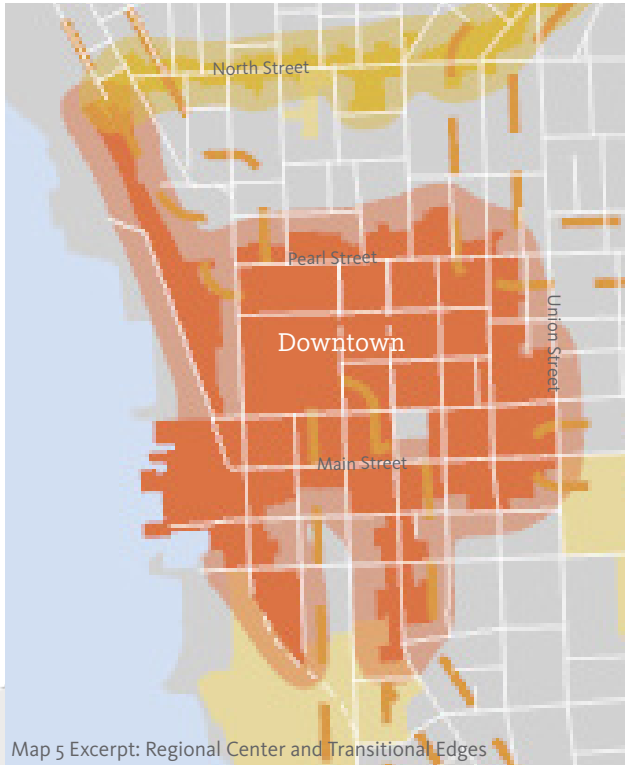 North Street
Pearl Street
Union Street
Downtown
Main Street
Map 5 Excerpt: Regional Center and Transitional Edges